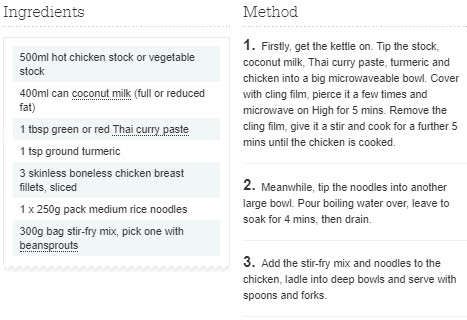 Ingredients
500ml hot chicken stock or vegetable
stock
400ml can coconut milk (full or reduced
fat)
1 tbsp green or red Thai curry paste
1 tsp ground turmeric
3 skinless boneless chicken breast
fillets, sliced
1 x 250g pack medium rice noodles
300g bag stir-fry mix, pick one with
beansprouts
Method
1. Firstly, get the kettle on. Tip the stock,
coconut milk, Thai curry paste, turmeric and
chicken into a big microwaveable bowl. Cover
with cling film, pierce it a few times and
microwave on High for 5 mins. Remove the
cling film, give it a stir and cook for a further 5
mins until the chicken is cooked.
2. Meanwhile, tip the noodles into another
large bowl. Pour boiling water over, leave to
soak for 4 mins, then drain.
3. Add the stir-fry mix and noodles to the
chicken, ladle into deep bowls and serve with
spoons and forks.